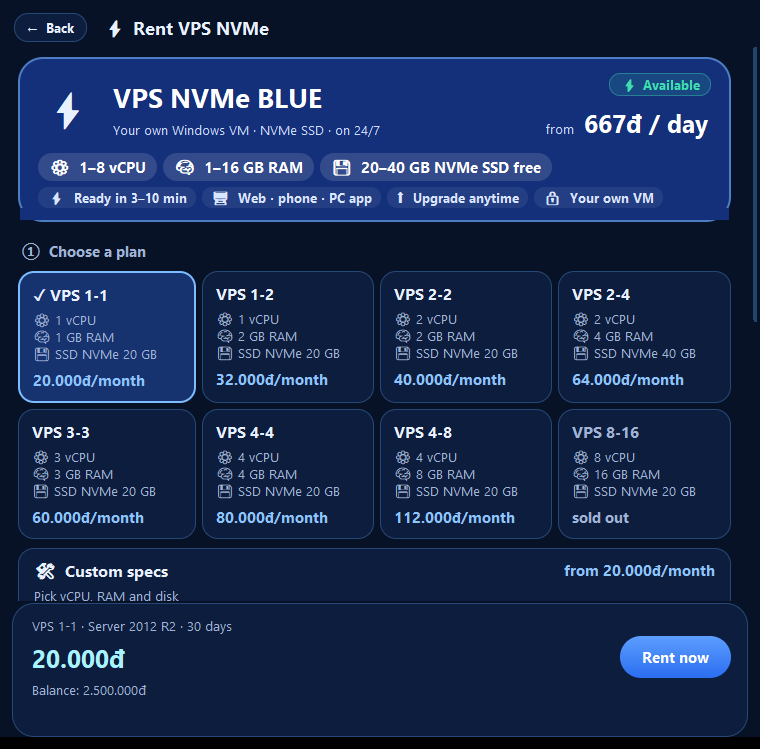 ← Back
Rent VPS NVMe
Available
VPS NVMe BLUE
Your own Windows VM · NVMe SSD · on 24/7
from 667đ / day
1–8 vCPU
1–16 GB RAM
20–40 GB NVMe SSD free
Ready in 3–10 min
Web · phone · PC app
Upgrade anytime
Your own VM
① Choose a plan
✓ VPS 1-1
1 vCPU
1 GB RAM
SSD NVMe 20 GB
20.000đ/month
VPS 1-2
1 vCPU
2 GB RAM
SSD NVMe 20 GB
32.000đ/month
VPS 2-2
2 vCPU
2 GB RAM
SSD NVMe 20 GB
40.000đ/month
VPS 2-4
2 vCPU
4 GB RAM
SSD NVMe 40 GB
64.000đ/month
VPS 3-3
3 vCPU
3 GB RAM
SSD NVMe 20 GB
60.000đ/month
VPS 4-4
4 vCPU
4 GB RAM
SSD NVMe 20 GB
80.000đ/month
VPS 4-8
4 vCPU
8 GB RAM
SSD NVMe 20 GB
112.000đ/month
VPS 8-16
8 vCPU
16 GB RAM
SSD NVMe 20 GB
sold out
Custom specs
from 20.000đ/month
Pick vCPU, RAM and disk
VPS 1-1 · Server 2012 R2 · 30 days
20.000đ
Rent now
Balance: 2.500.000đ